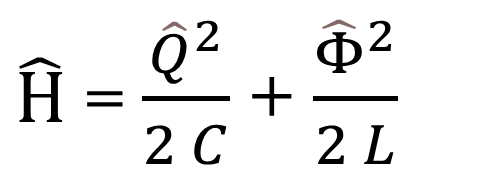 Ĥ = Q̂² / 2 C + Φ̂² / 2 L